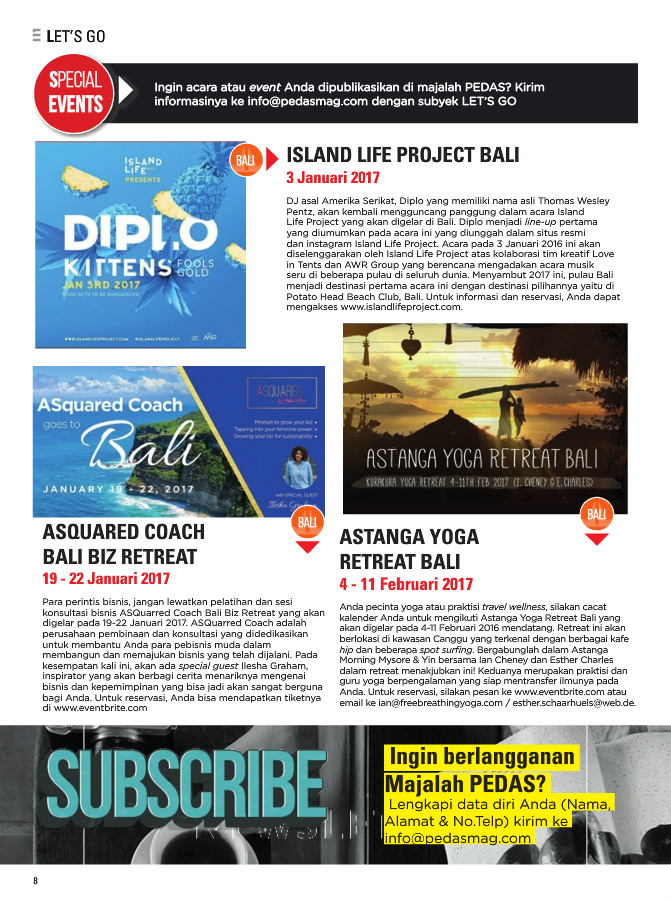 LET'S GO
SPECIAL
EVENTS
Ingin acara atau event Anda dipublikasikan di majalah PEDAS? Kirim
informasinya ke info@pedasmag.com dengan subyek LET'S GO
ISLAND
LIFE
PRESENTS
DIPLO
KITTENS FOOLS
GOLD
JAN 3RD 2017
MORE ACTS TO BE ANNOUNCED
WWW.ISLANDLIFEPROJECT.COM
#ISLANDLIFEPROJECT
BALI
ISLAND LIFE PROJECT BALI
3 Januari 2017
DJ asal Amerika Serikat, Diplo yang memiliki nama asli Thomas Wesley
Pentz, akan kembali mengguncang panggung dalam acara Island
Life Project yang akan digelar di Bali. Diplo menjadi line-up pertama
yang diumumkan pada acara ini yang diunggah dalam situs resmi
dan instagram Island Life Project. Acara pada 3 Januari 2016 ini akan
diselenggarakan oleh Island Life Project atas kolaborasi tim kreatif Love
in Tents dan AWR Group yang berencana mengadakan acara musik
seru di beberapa pulau di seluruh dunia. Menyambut 2017 ini, pulau Bali
menjadi destinasi pertama acara ini dengan destinasi pilihannya yaitu di
Potato Head Beach Club, Bali. Untuk informasi dan reservasi, Anda dapat
mengakses www.islandlifeproject.com.
ASquared Coach
goes to
Bali
JANUARY 19 - 22, 2017
ASQUARED
Mindset to grow your biz •
Tapping into your feminine power •
Growing your biz for sustainability •
with SPECIAL GUEST
BALI
ASQUARED COACH
BALI BIZ RETREAT
19 - 22 Januari 2017
Para perintis bisnis, jangan lewatkan pelatihan dan sesi
konsultasi bisnis ASQuarred Coach Bali Biz Retreat yang akan
digelar pada 19-22 Januari 2017. ASQuarred Coach adalah
perusahaan pembinaan dan konsultasi yang didedikasikan
untuk membantu Anda para pebisnis muda dalam
membangun dan memajukan bisnis yang telah dijalani. Pada
kesempatan kali ini, akan ada special guest Ilesha Graham,
inspirator yang akan berbagi cerita menariknya mengenai
bisnis dan kepemimpinan yang bisa jadi akan sangat berguna
bagi Anda. Untuk reservasi, Anda bisa mendapatkan tiketnya
di www.eventbrite.com
ASTANGA YOGA RETREAT BALI
KURAKURA YOGA RETREAT 4-11TH FEB 2017 (I. CHENEY & E.CHARLES)
BALI
ASTANGA YOGA
RETREAT BALI
4 - 11 Februari 2017
Anda pecinta yoga atau praktisi travel wellness, silakan cacat
kalender Anda untuk mengikuti Astanga Yoga Retreat Bali yang
akan digelar pada 4-11 Februari 2016 mendatang. Retreat ini akan
berlokasi di kawasan Canggu yang terkenal dengan berbagai kafe
hip dan beberapa spot surfing. Bergabunglah dalam Astanga
Morning Mysore & Yin bersama Ian Cheney dan Esther Charles
dalam retreat menakjubkan ini! Keduanya merupakan praktisi dan
guru yoga berpengalaman yang siap mentransfer ilmunya pada
Anda. Untuk reservasi, silakan pesan ke www.eventbrite.com atau
email ke ian@freebreathingyoga.com / esther.schaarhuels@web.de.
SUBSCRIBE
Ingin berlangganan
Majalah PEDAS?
Lengkapi data diri Anda (Nama,
Alamat & No.Telp) kirim ke
info@pedasmag.com
8